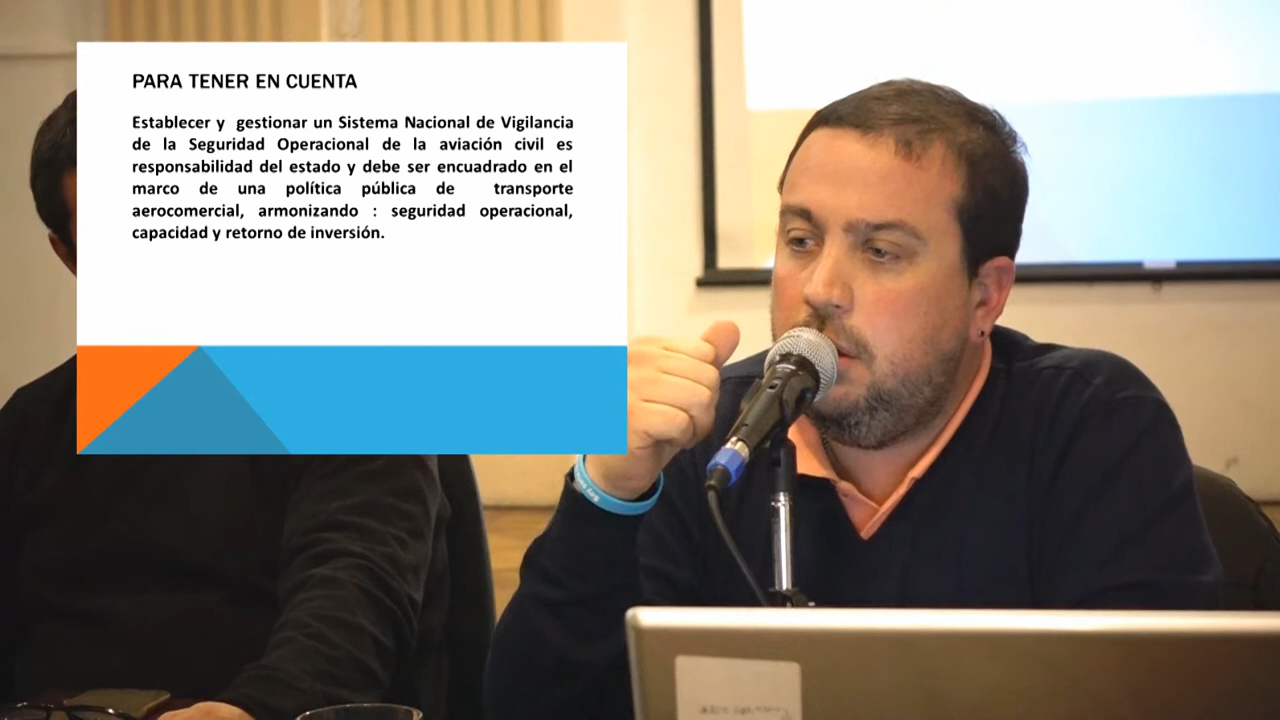 PARA TENER EN CUENTA
Establecer y gestionar un Sistema Nacional de Vigilancia
de la Seguridad Operacional de la aviación civil es
responsabilidad del estado y debe ser encuadrado en el
marco de una política pública de transporte
aerocomercial, armonizando : seguridad operacional,
capacidad y retorno de inversión.